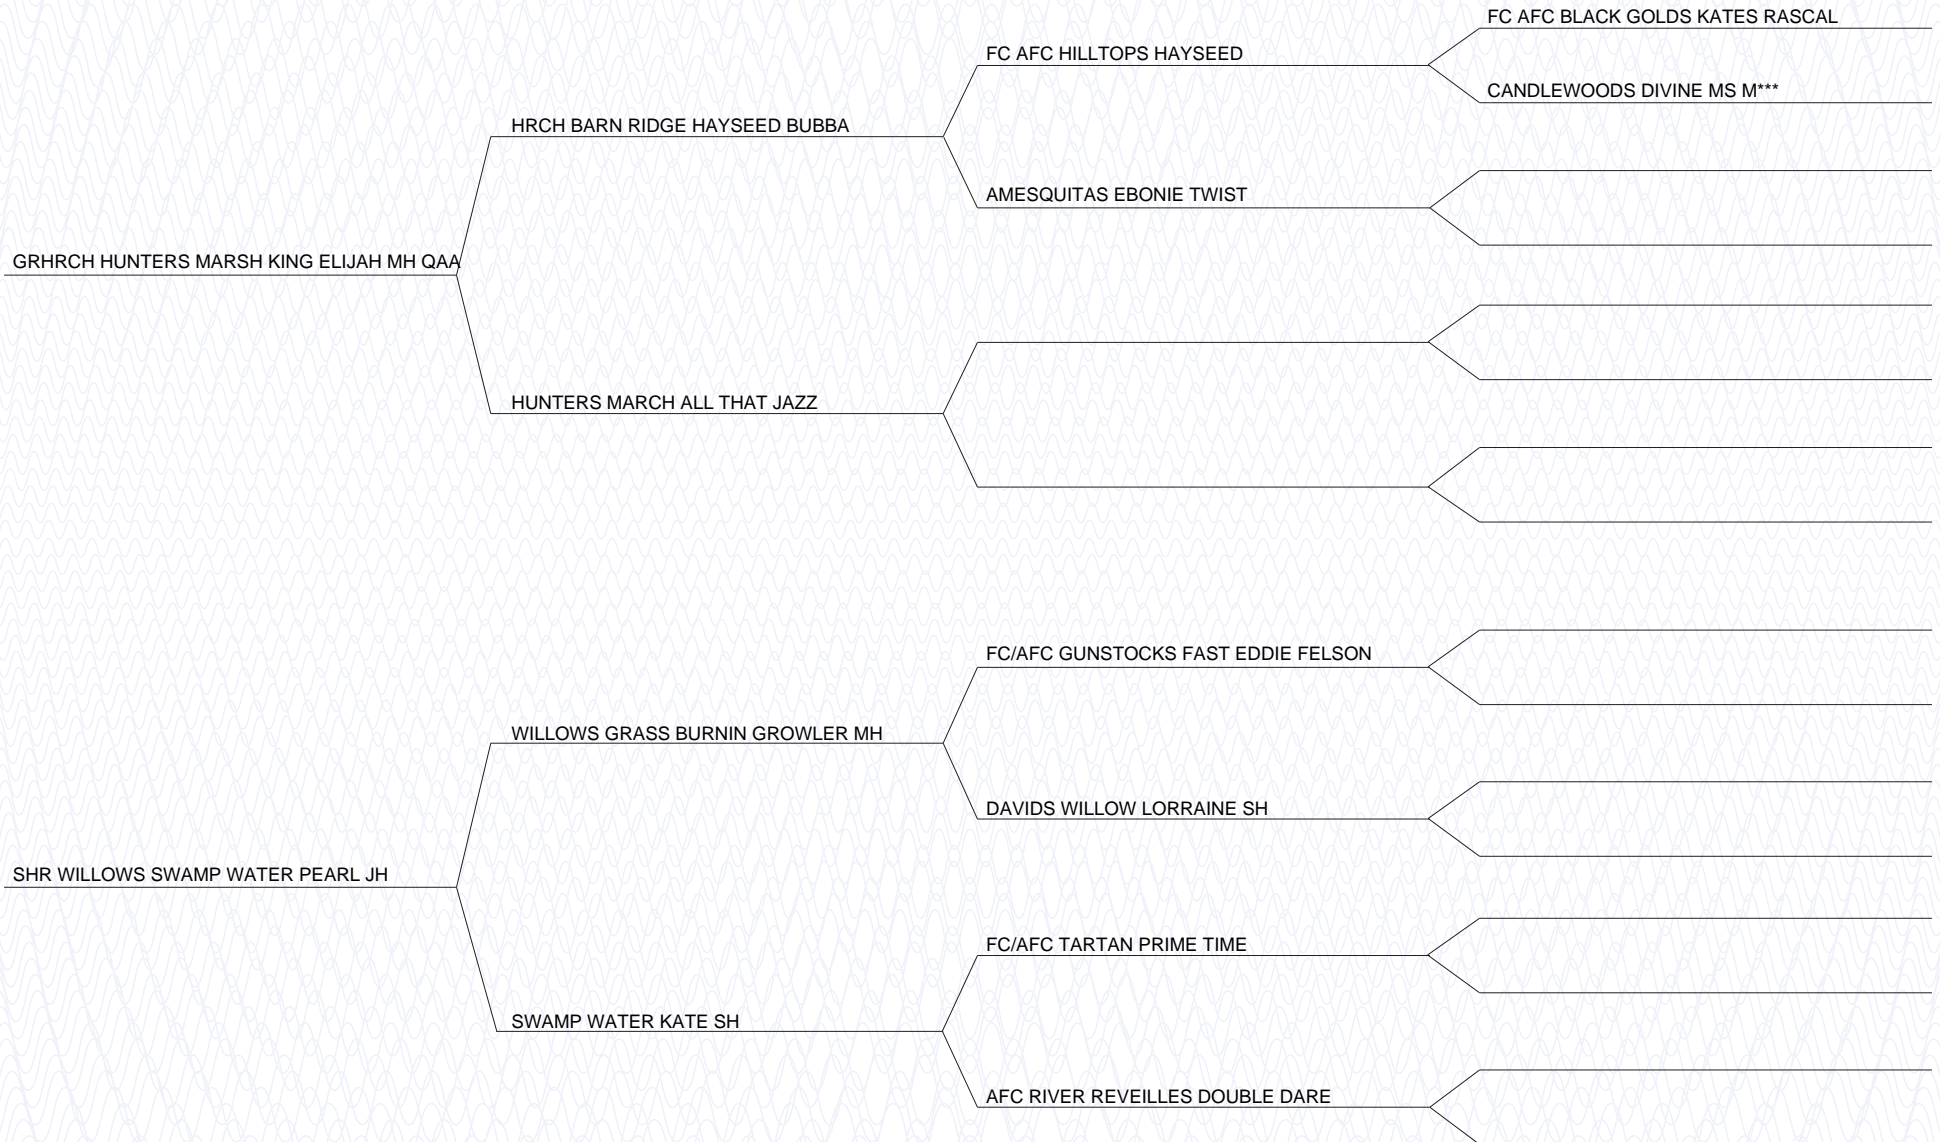 FC AFC BLACK GOLDS KATES RASCAL
FC AFC HILLTOPS HAYSEED
CANDLEWOODS DIVINE MS M***
HRCH BARN RIDGE HAYSEED BUBBA
AMESQUITAS EBONIE TWIST
GRHRCH HUNTERS MARSH KING ELIJAH MH QAA
HUNTERS MARCH ALL THAT JAZZ
FC/AFC GUNSTOCKS FAST EDDIE FELSON
WILLOWS GRASS BURNIN GROWLER MH
DAVIDS WILLOW LORRAINE SH
SHR WILLOWS SWAMP WATER PEARL JH
FC/AFC TARTAN PRIME TIME
SWAMP WATER KATE SH
AFC RIVER REVEILLES DOUBLE DARE